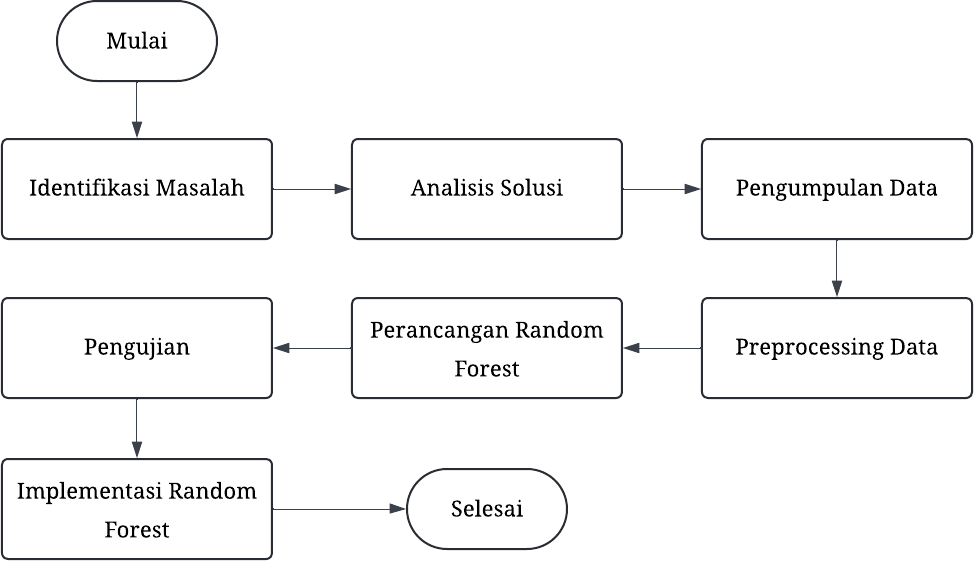 Mulai
Identifikasi Masalah
Analisis Solusi
Pengumpulan Data
Preprocessing Data
Perancangan Random
Forest
Pengujian
Implementasi Random
Forest
Selesai